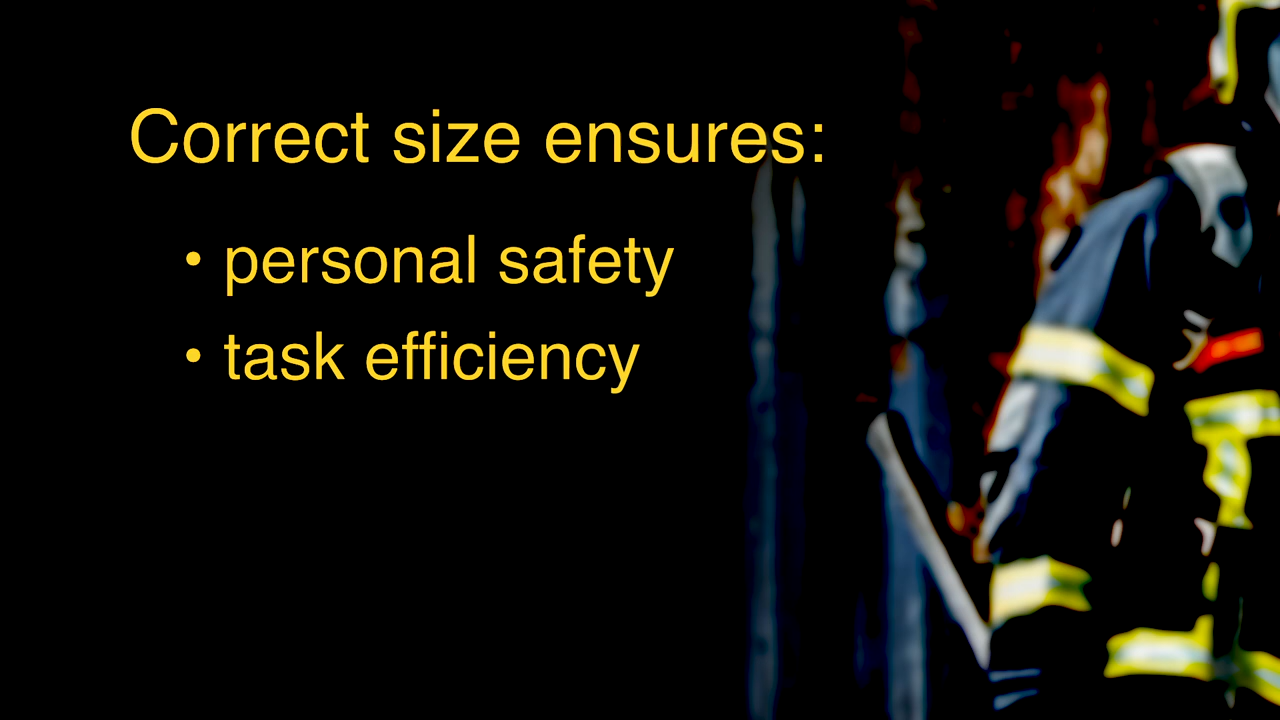 Correct size ensures:
• personal safety
• task efficiency